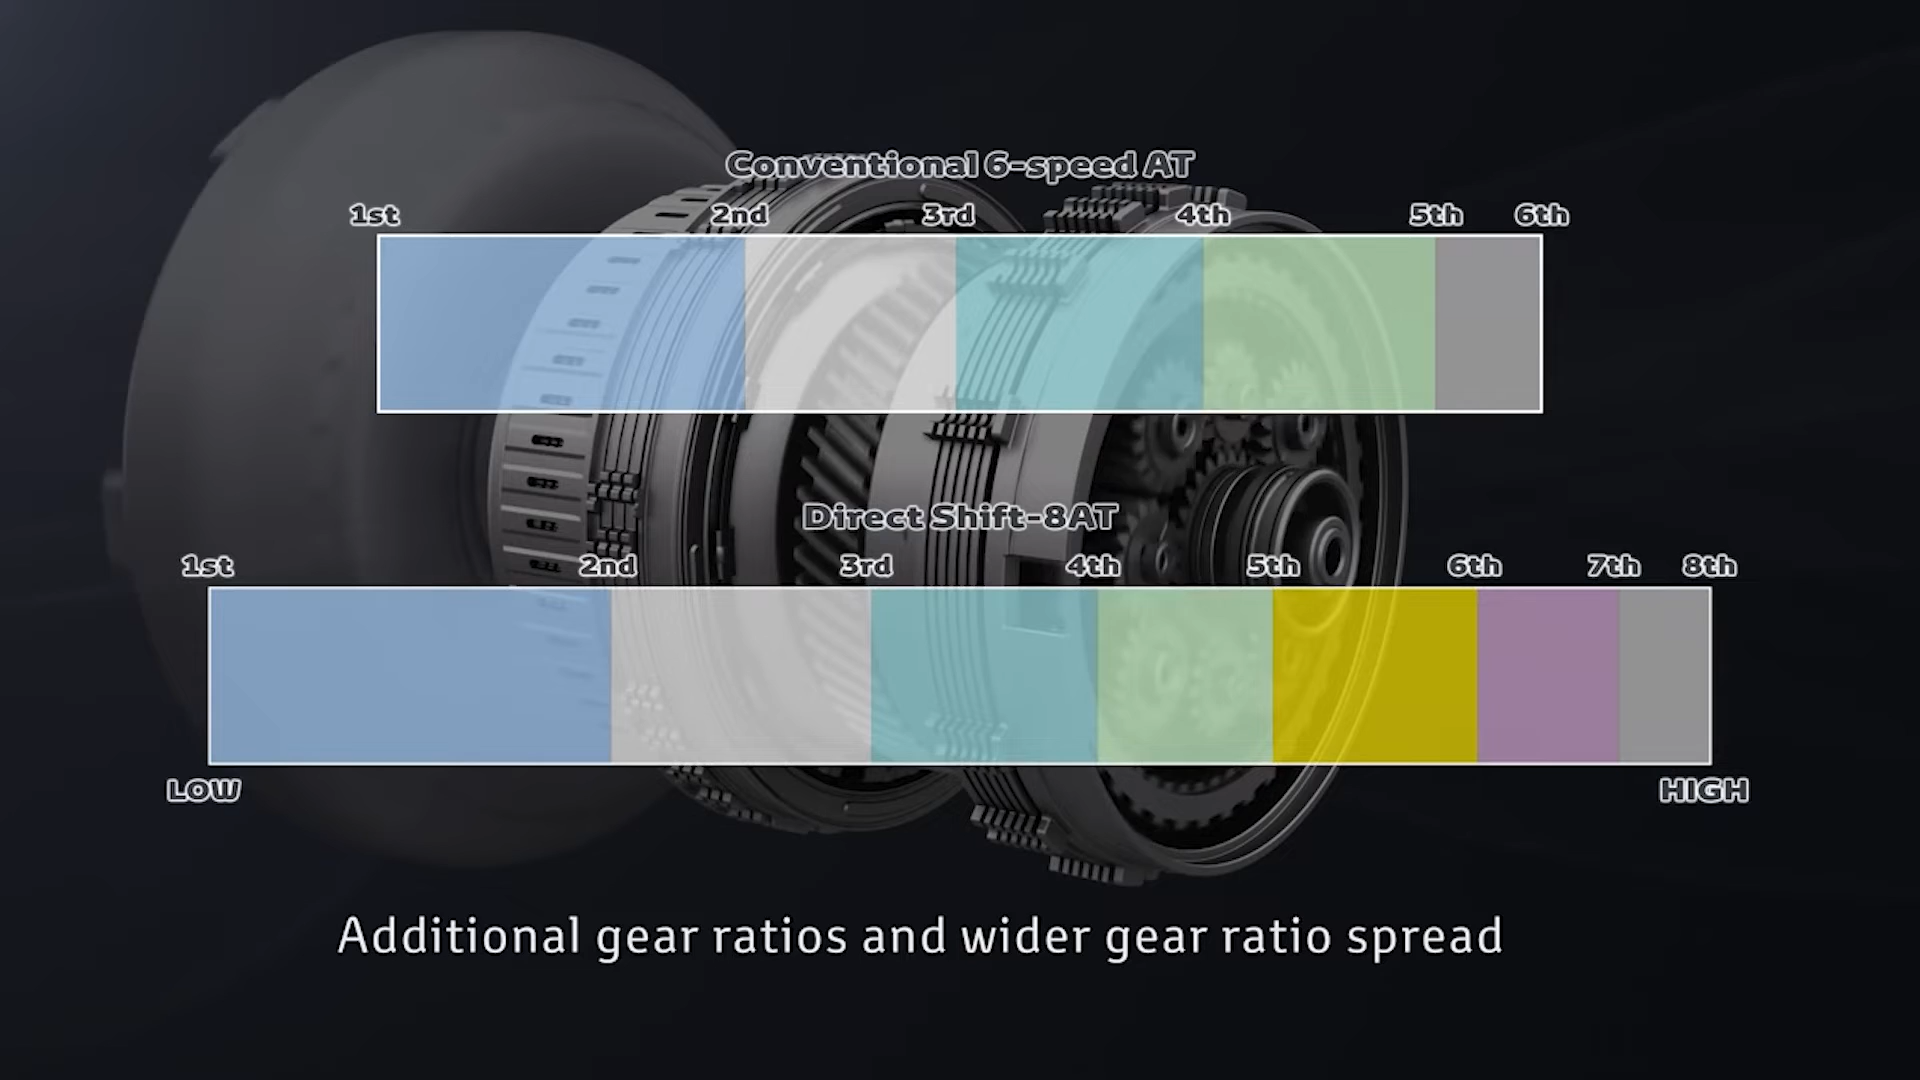 Conventional 6-speed AT
1st 2nd 3rd 4th 5th 6th
Direct Shift-8AT
1st 2nd 3rd 4th 5th 6th 7th 8th
LOW HIGH
Additional gear ratios and wider gear ratio spread